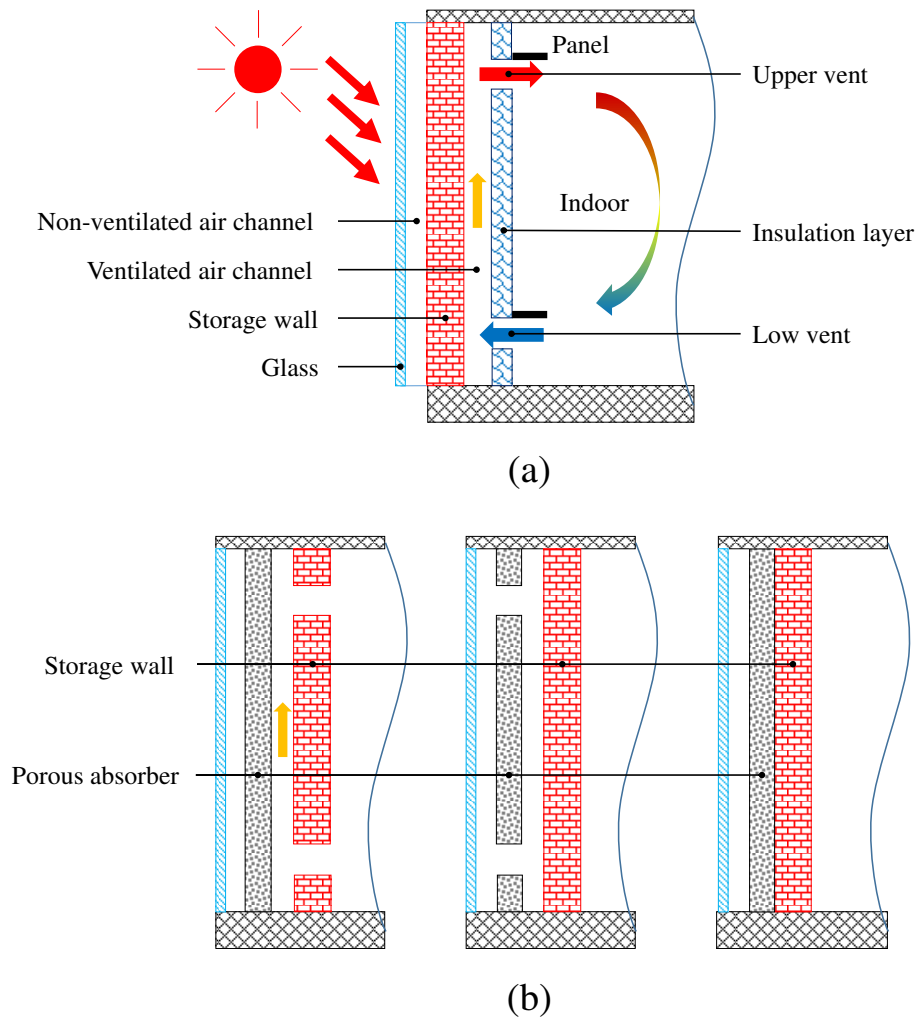 Panel
Upper vent
Non-ventilated air channel
Indoor
Insulation layer
Ventilated air channel
Storage wall
Low vent
Glass
(a)
Storage wall
Porous absorber
(b)